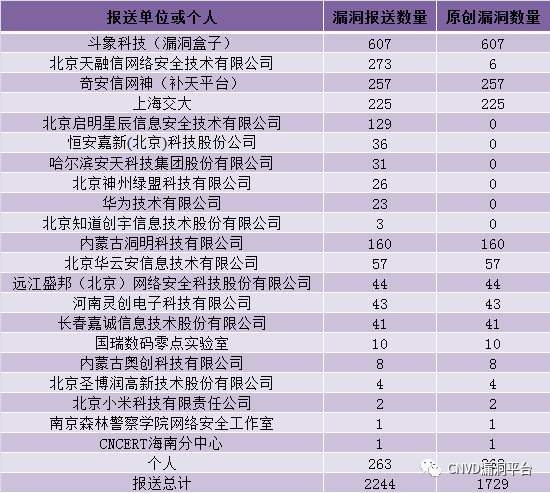 报送单位或个人 漏洞报送数量 原创漏洞数量
斗象科技（漏洞盒子） 607 607
北京天融信网络安全技术有限公司 273 6
奇安信网神（补天平台） 257 257
上海交大 225 225
北京启明星辰信息安全技术有限公司 129 0
恒安嘉新(北京)科技股份公司 36 0
哈尔滨安天科技集团股份有限公司 31 0
北京神州绿盟科技有限公司 26 0
华为技术有限公司 23 0
北京知道创宇信息技术股份有限公司 3 0
内蒙古洞明科技有限公司 160 160
北京华云安信息技术有限公司 57 57
远江盛邦（北京）网络安全科技股份有限公司 44 44
河南灵创电子科技有限公司 43 43
长春嘉诚信息技术股份有限公司 41 41
国瑞数码零点实验室 10 10
内蒙古奥创科技有限公司 8 8
北京圣博润高新技术股份有限公司 4 4
北京小米科技有限责任公司 2 2
南京森林警察学院网络安全工作室 1 1
CNCERT海南分中心 1 1
个人 263 263
CNVD漏洞平台
报送总计 2244 1729